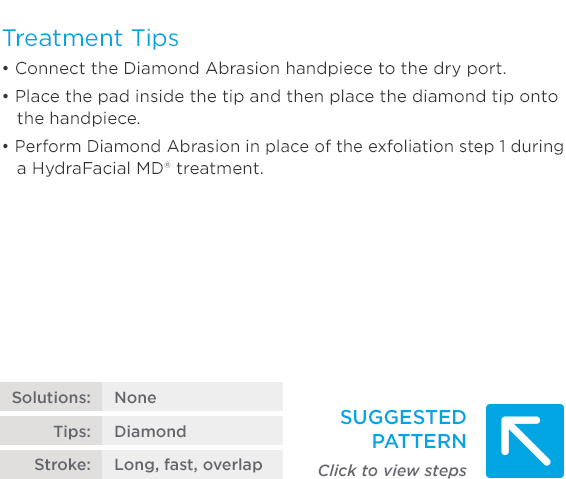 Treatment Tips
• Connect the Diamond Abrasion handpiece to the dry port.
• Place the pad inside the tip and then place the diamond tip onto
the handpiece.
• Perform Diamond Abrasion in place of the exfoliation step 1 during
a HydraFacial MD® treatment.
Solutions: None
Tips: Diamond
Stroke: Long, fast, overlap
SUGGESTED
PATTERN
Click to view steps